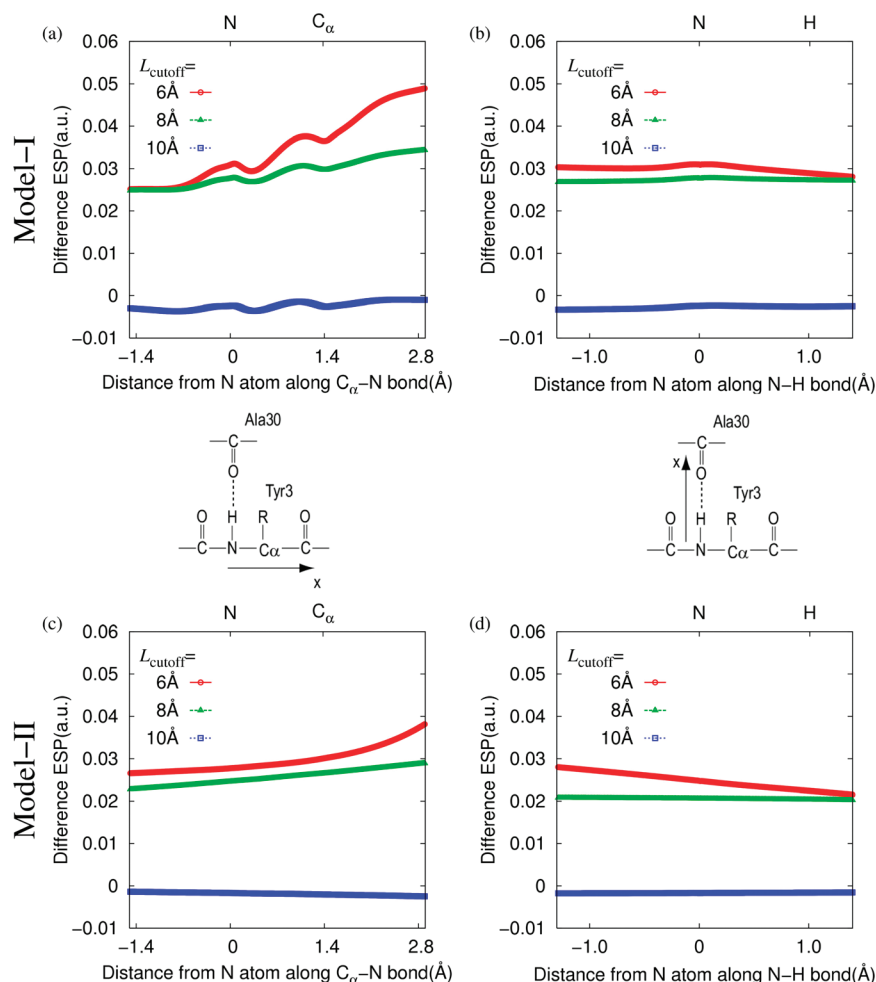 Model-I
(a)
N Cα
Difference ESP(a.u.)
0.06
0.05
0.04
0.03
0.02
0.01
0
−0.01
Lcutoff=
6Å
8Å
10Å
−1.4 0 1.4 2.8
Distance from N atom along Cα−N bond(Å)
(b)
N H
Difference ESP(a.u.)
0.06
0.05
0.04
0.03
0.02
0.01
0
−0.01
Lcutoff=
6Å
8Å
10Å
−1.0 0 1.0
Distance from N atom along N−H bond(Å)
Ala30
C
O
Tyr3
O H R O
C N Cα C
x
Ala30
C
x
O
Tyr3
O H R O
C N Cα C
Model-II
(c)
N Cα
Difference ESP(a.u.)
0.06
0.05
0.04
0.03
0.02
0.01
0
−0.01
Lcutoff=
6Å
8Å
10Å
−1.4 0 1.4 2.8
Distance from N atom along Cα−N bond(Å)
(d)
N H
Difference ESP(a.u.)
0.06
0.05
0.04
0.03
0.02
0.01
0
−0.01
Lcutoff=
6Å
8Å
10Å
−1.0 0 1.0
Distance from N atom along N−H bond(Å)